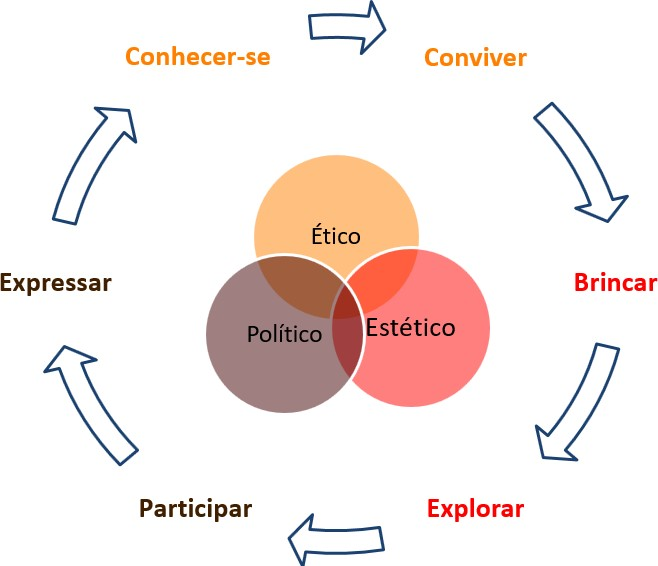 Conhecer-se
Conviver
Ético
Expressar
Brincar
Político
Estético
Participar
Explorar